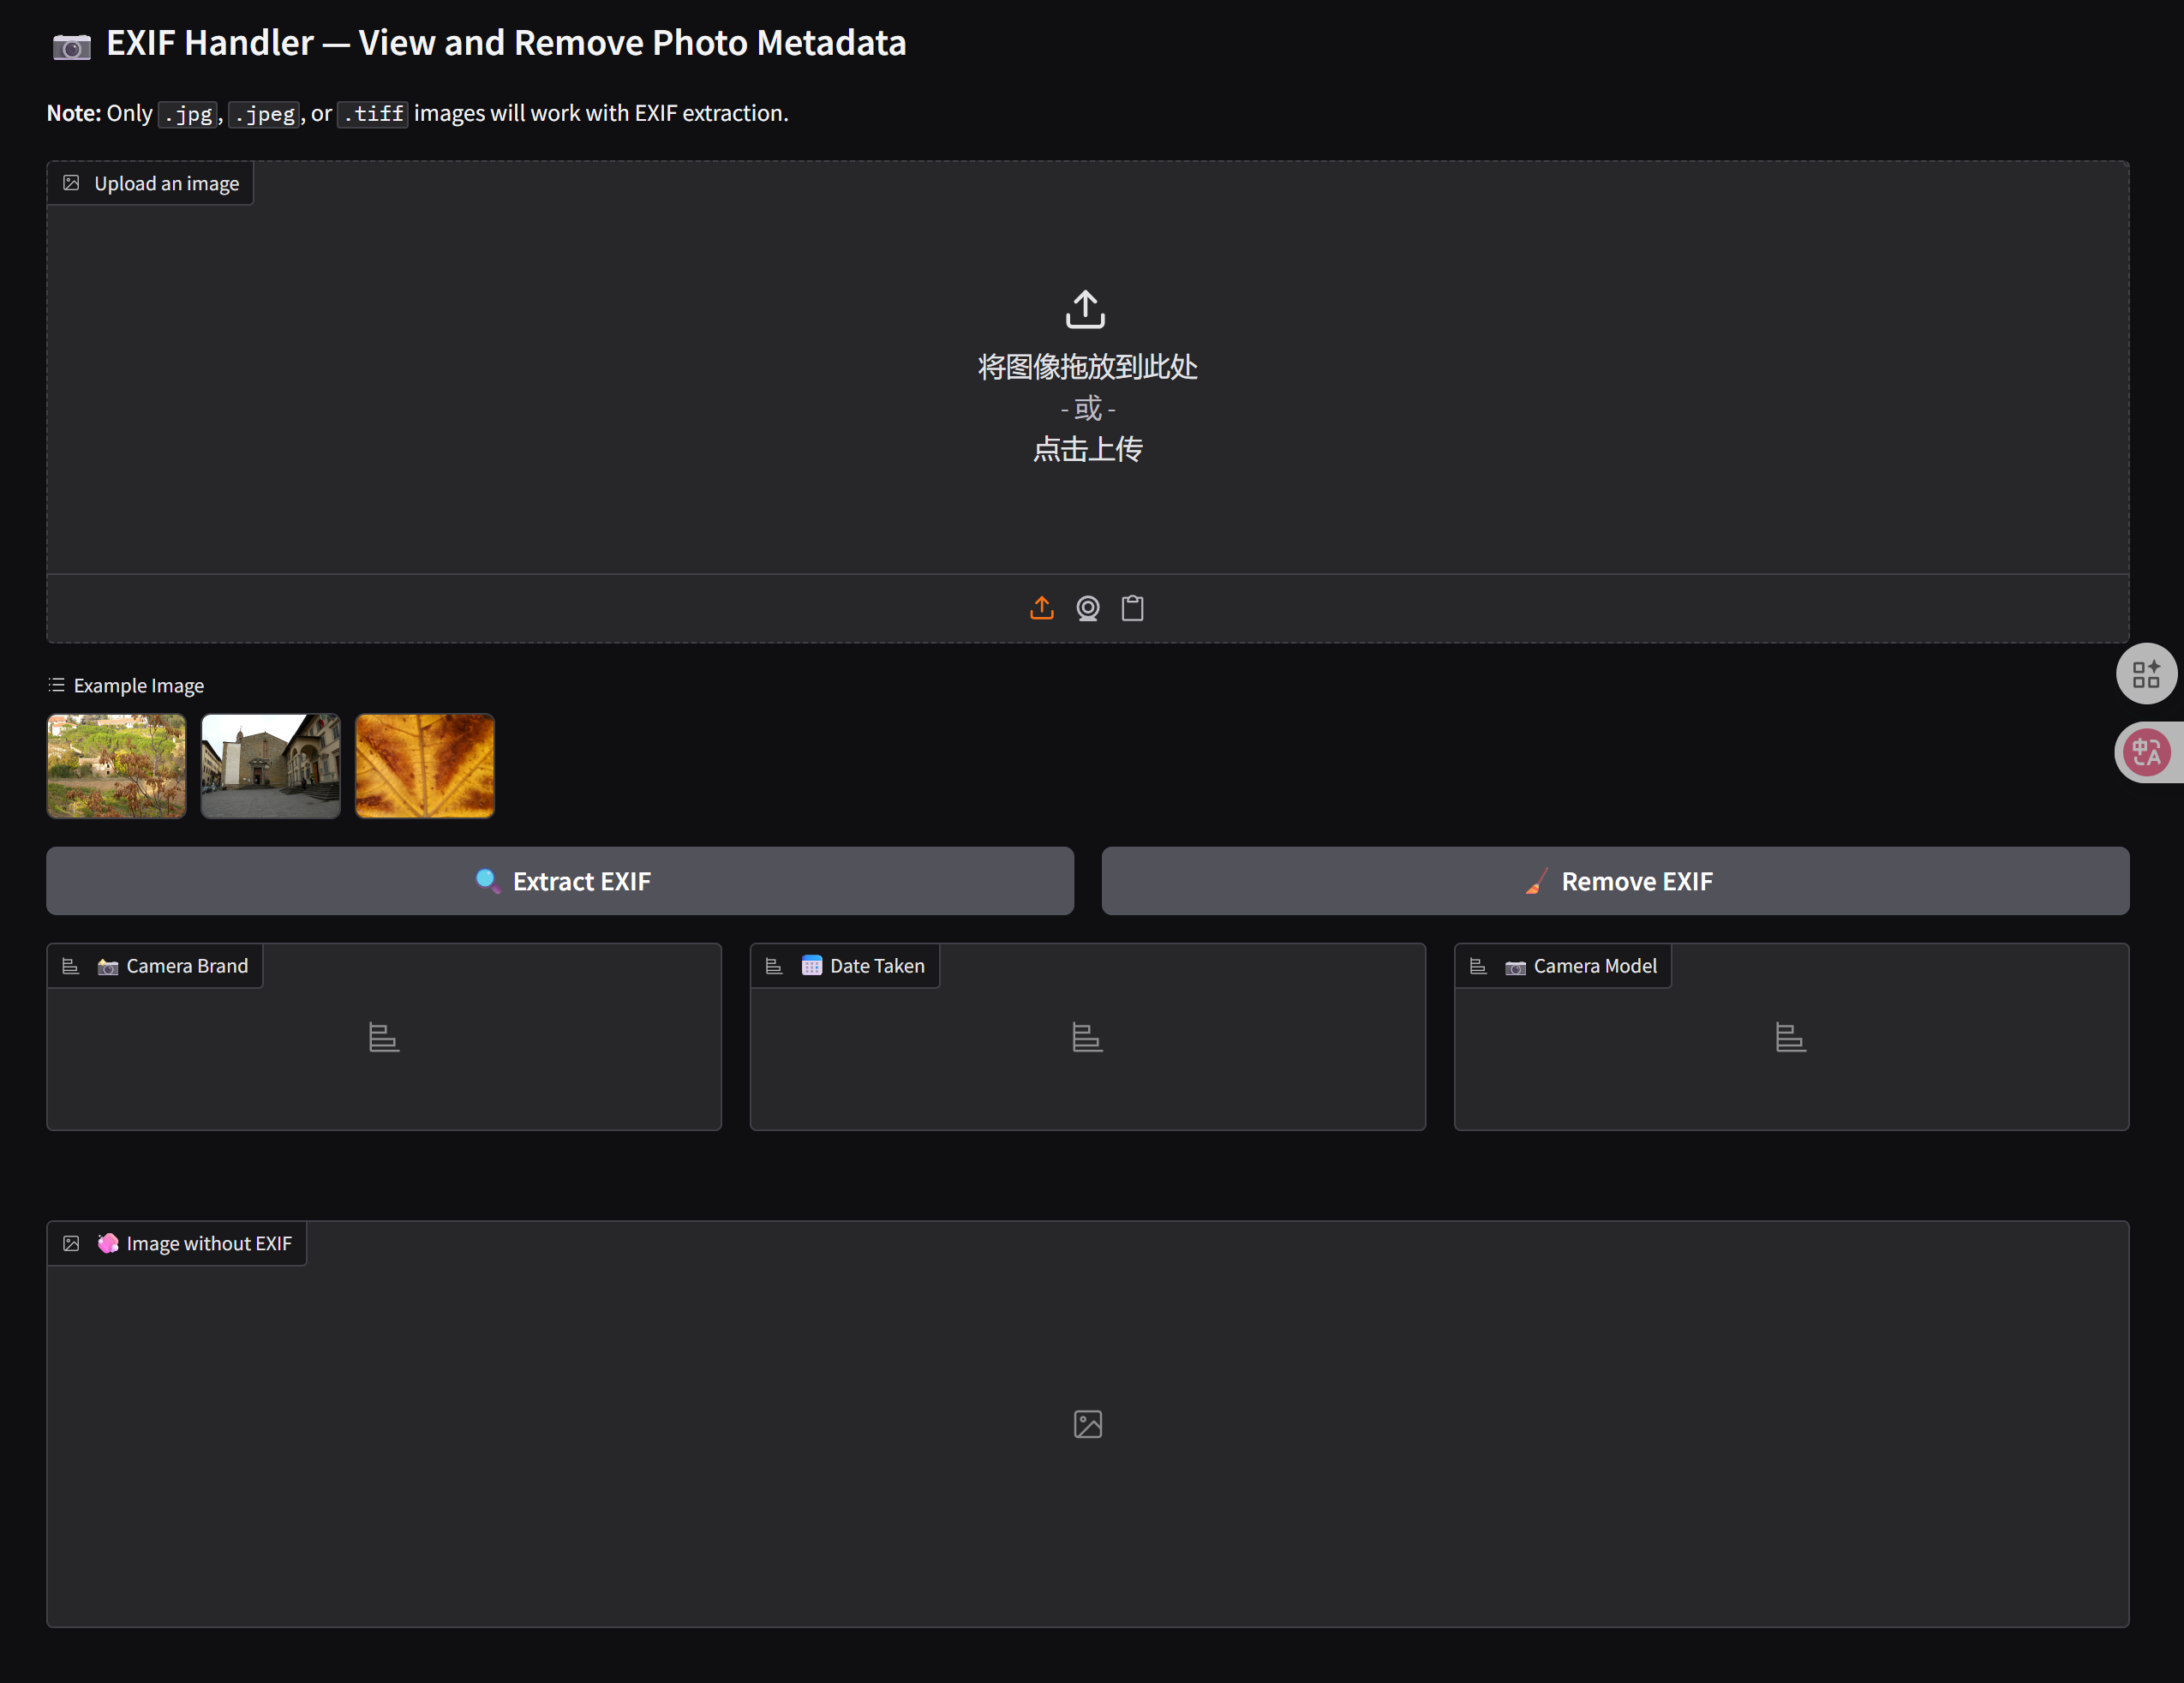 EXIF Handler — View and Remove Photo Metadata
Note: Only .jpg, .jpeg, or .tiff images will work with EXIF extraction.
Upload an image
将图像拖放到此处
- 或 -
点击上传
Example Image
Extract EXIF
Remove EXIF
Camera Brand
Date Taken
Camera Model
Image without EXIF